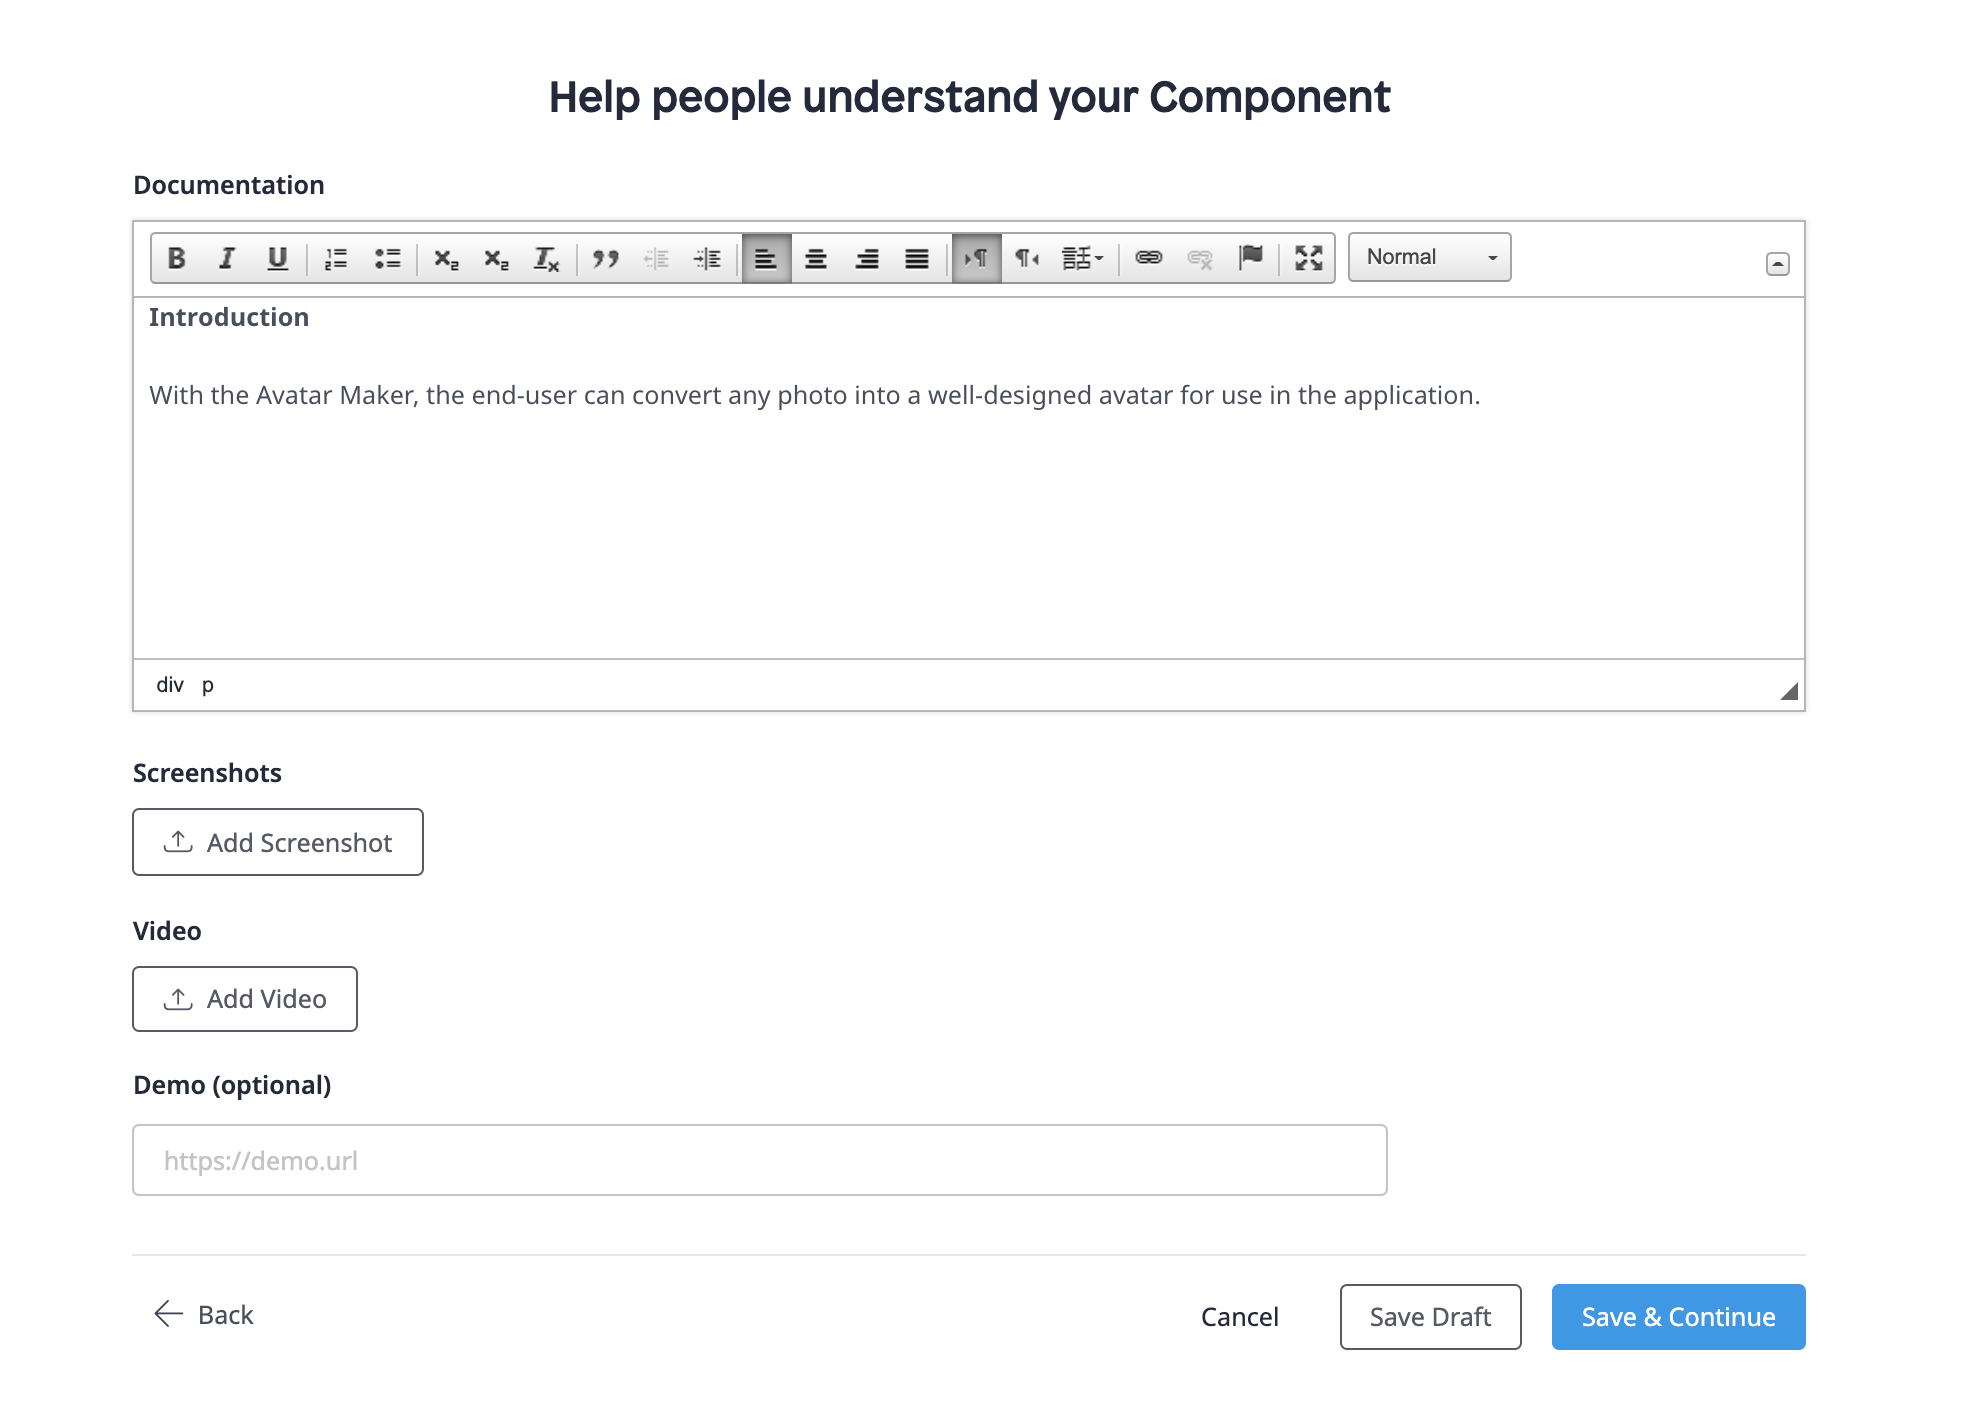 Help people understand your Component
Documentation
Normal
Introduction
With the Avatar Maker, the end-user can convert any photo into a well-designed avatar for use in the application.
div p
Screenshots
Add Screenshot
Video
Add Video
Demo (optional)
https://demo.url
Back Cancel Save Draft Save & Continue